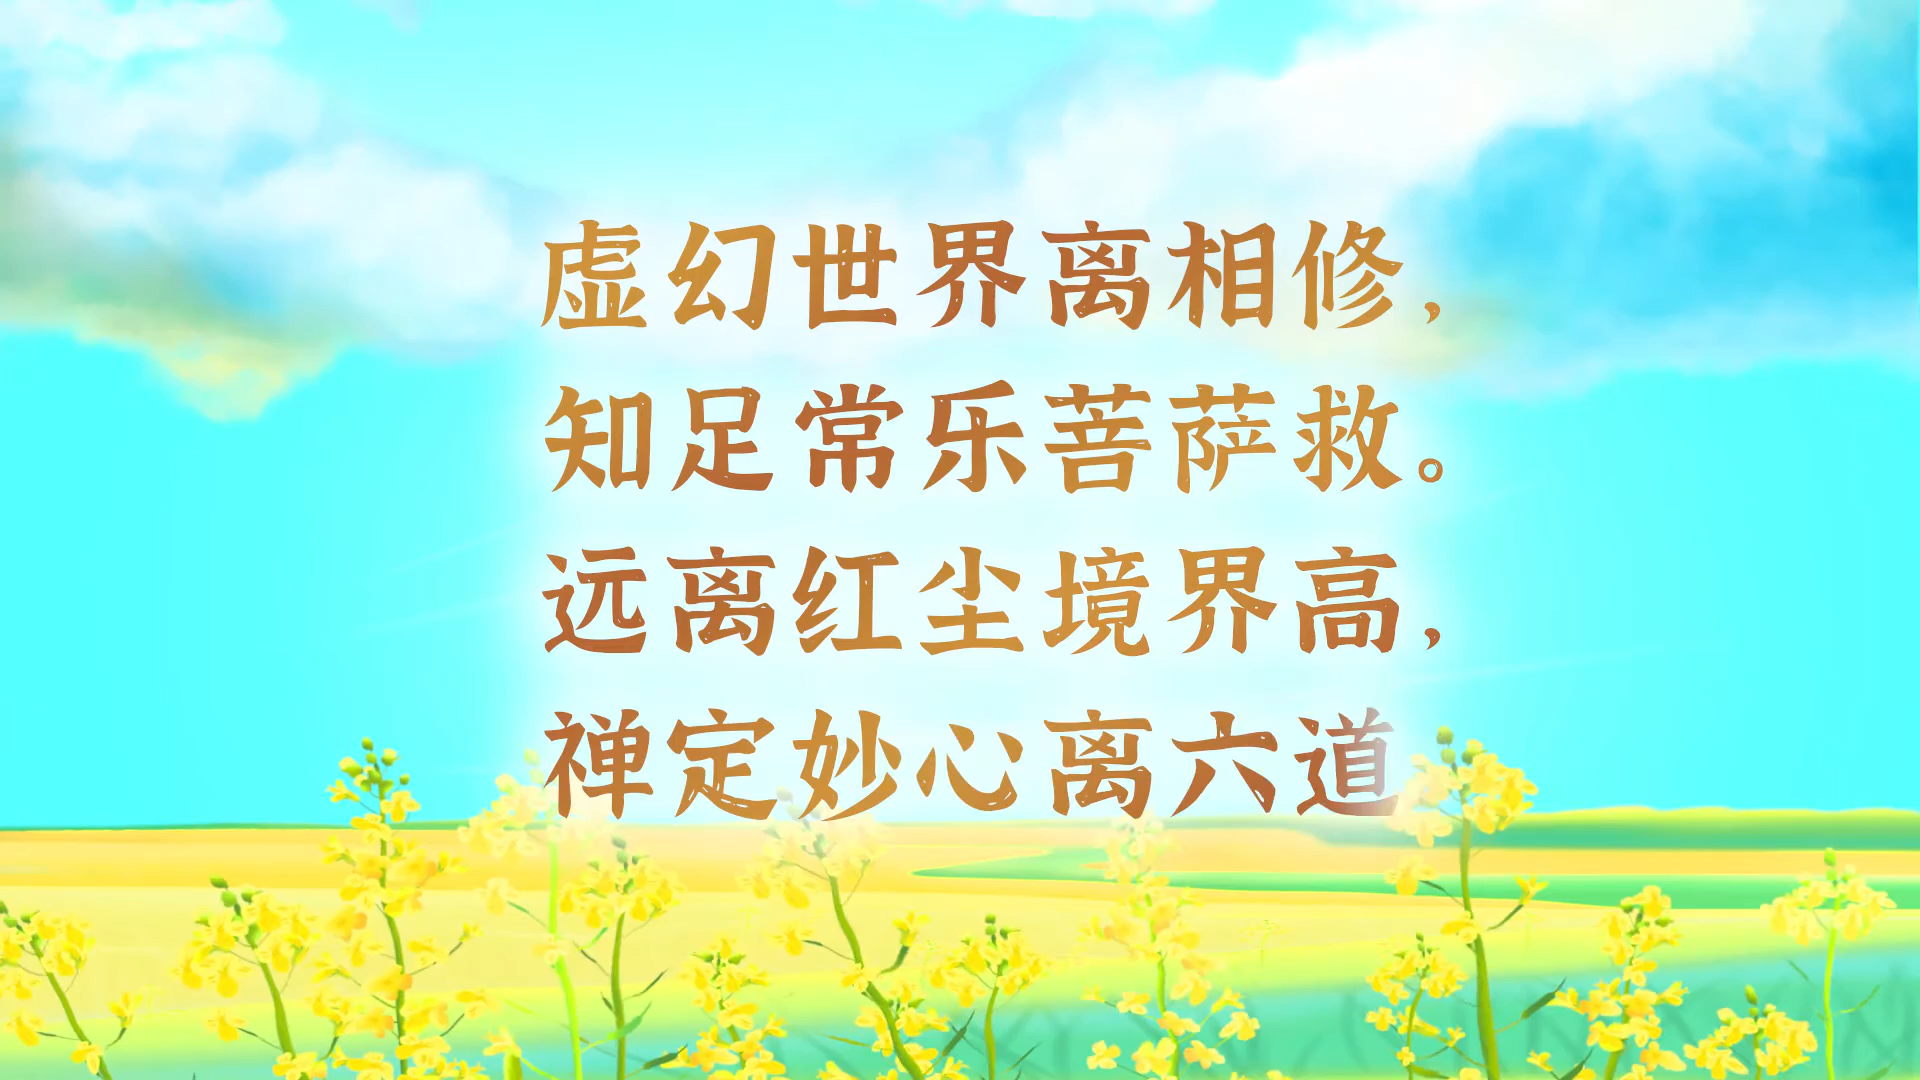 虚幻世界离相修，
知足常乐菩萨救。
远离红尘境界高，
禅定妙心离六道